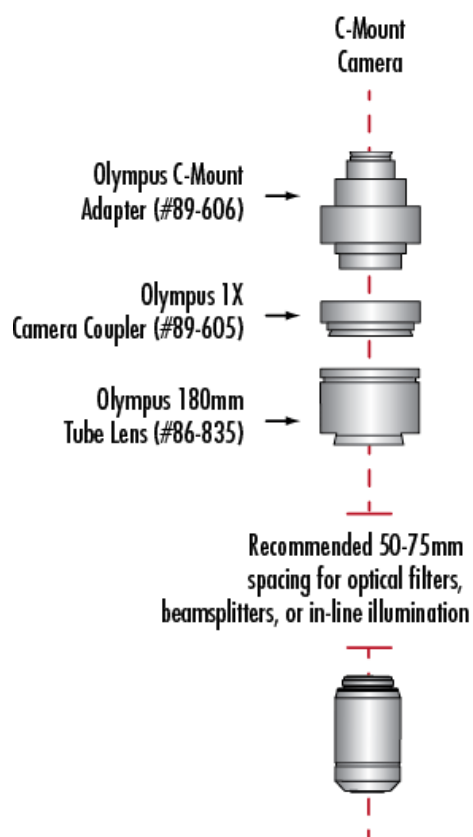 C-Mount
Camera
Olympus C-Mount
Adapter (#89-606)
Olympus 1X
Camera Coupler (#89-605)
Olympus 180mm
Tube Lens (#86-835)
Recommended 50-75mm
spacing for optical filters,
beamsplitters, or in-line illumination